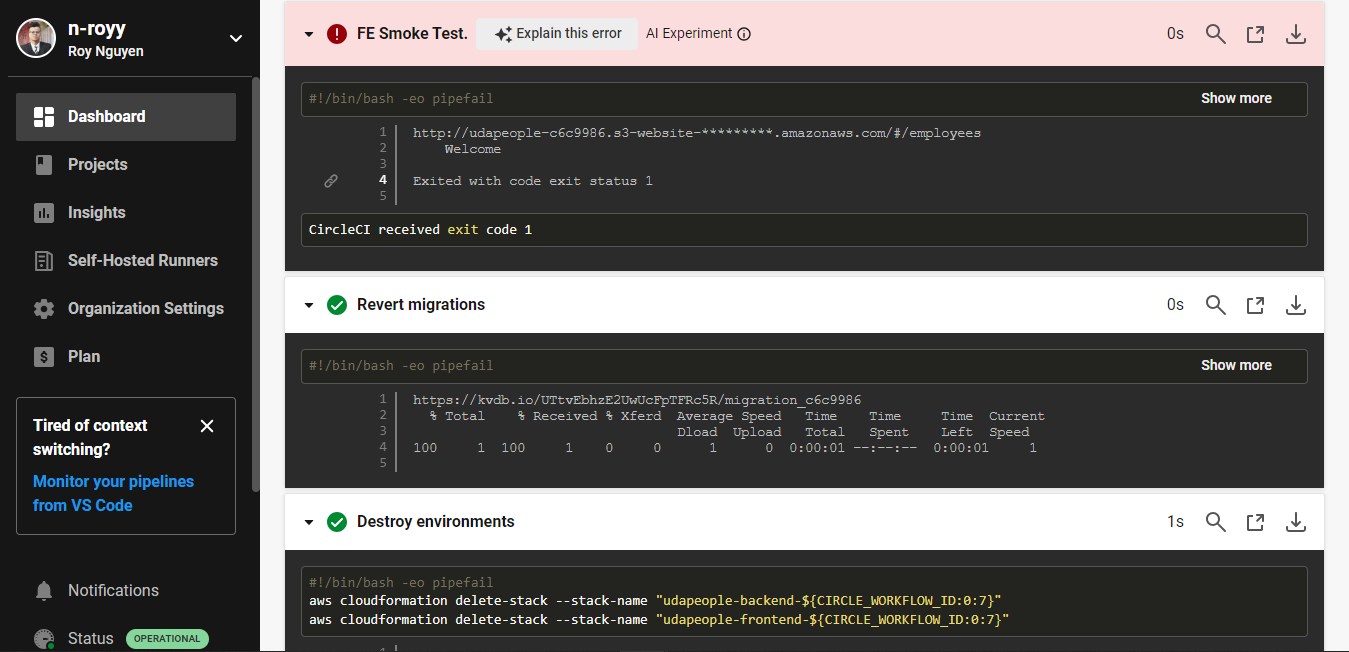 n-royy
Roy Nguyen
Dashboard
Projects
Insights
Self-Hosted Runners
Organization Settings
Plan
Tired of context
switching?
Monitor your pipelines
from VS Code
Notifications
Status OPERATIONAL
FE Smoke Test. Explain this error AI Experiment 0s
#!/bin/bash -eo pipefail Show more
1 http://udapeople-c6c9986.s3-website-*********.amazonaws.com/#/employees
2 Welcome
3
4 Exited with code exit status 1
5
CircleCI received exit code 1
Revert migrations 0s
#!/bin/bash -eo pipefail Show more
1 https://kvdb.io/UTtvEbhzE2UwUcFpTFRc5R/migration_c6c9986
2 % Total % Received % Xferd Average Speed Time Time Time Current
3 Dload Upload Total Spent Left Speed
4 100 1 100 1 0 0 1 0 0:00:01 --:--:-- 0:00:01 1
5
Destroy environments 1s
#!/bin/bash -eo pipefail
aws cloudformation delete-stack --stack-name "udapeople-backend-${CIRCLE_WORKFLOW_ID:0:7}"
aws cloudformation delete-stack --stack-name "udapeople-frontend-${CIRCLE_WORKFLOW_ID:0:7}"